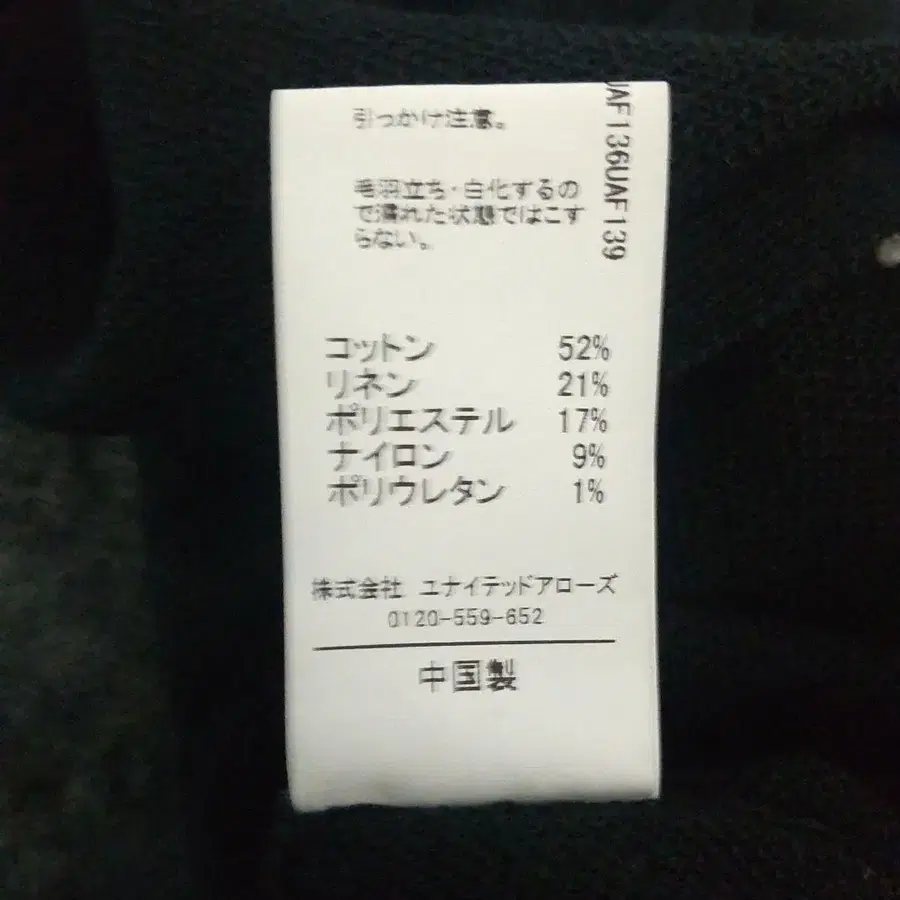 引っかけ注意。
毛羽立ち・白化するの
で濡れた状態ではこす
らない。
UAF136UAF139
コットン 52%
リネン 21%
ポリエステル 17%
ナイロン 9%
ポリウレタン 1%
株式会社 ユナイテッドアローズ
0120-559-652
中国製